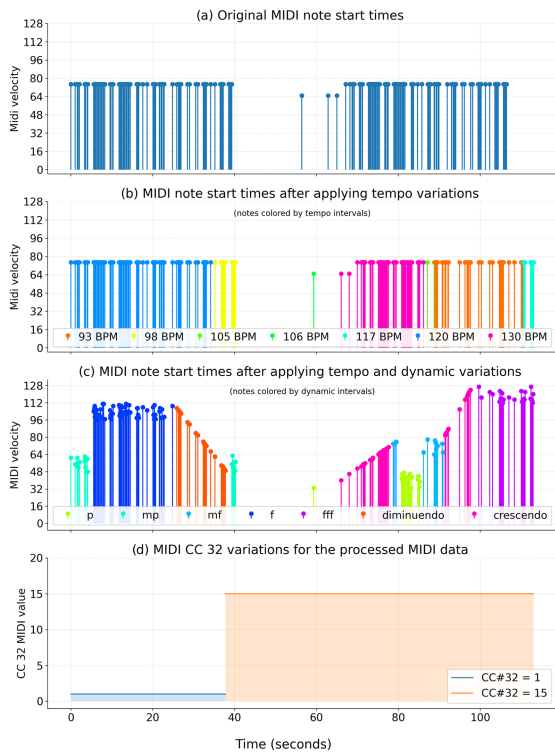 (a) Original MIDI note start times
128
112
96
80
64
48
32
16
0
Midi velocity
(b) MIDI note start times after applying tempo variations
(notes colored by tempo intervals)
128
112
96
80
64
48
32
16
0
Midi velocity
93 BPM 98 BPM 105 BPM 106 BPM 117 BPM 120 BPM 130 BPM
(c) MIDI note start times after applying tempo and dynamic variations
(notes colored by dynamic intervals)
128
112
96
80
64
48
32
16
0
MIDI velocity
p mp mf f fff diminuendo crescendo
(d) MIDI CC 32 variations for the processed MIDI data
20
15
10
5
0
CC 32 MIDI value
CC#32 = 1
CC#32 = 15
0 20 40 60 80 100
Time (seconds)